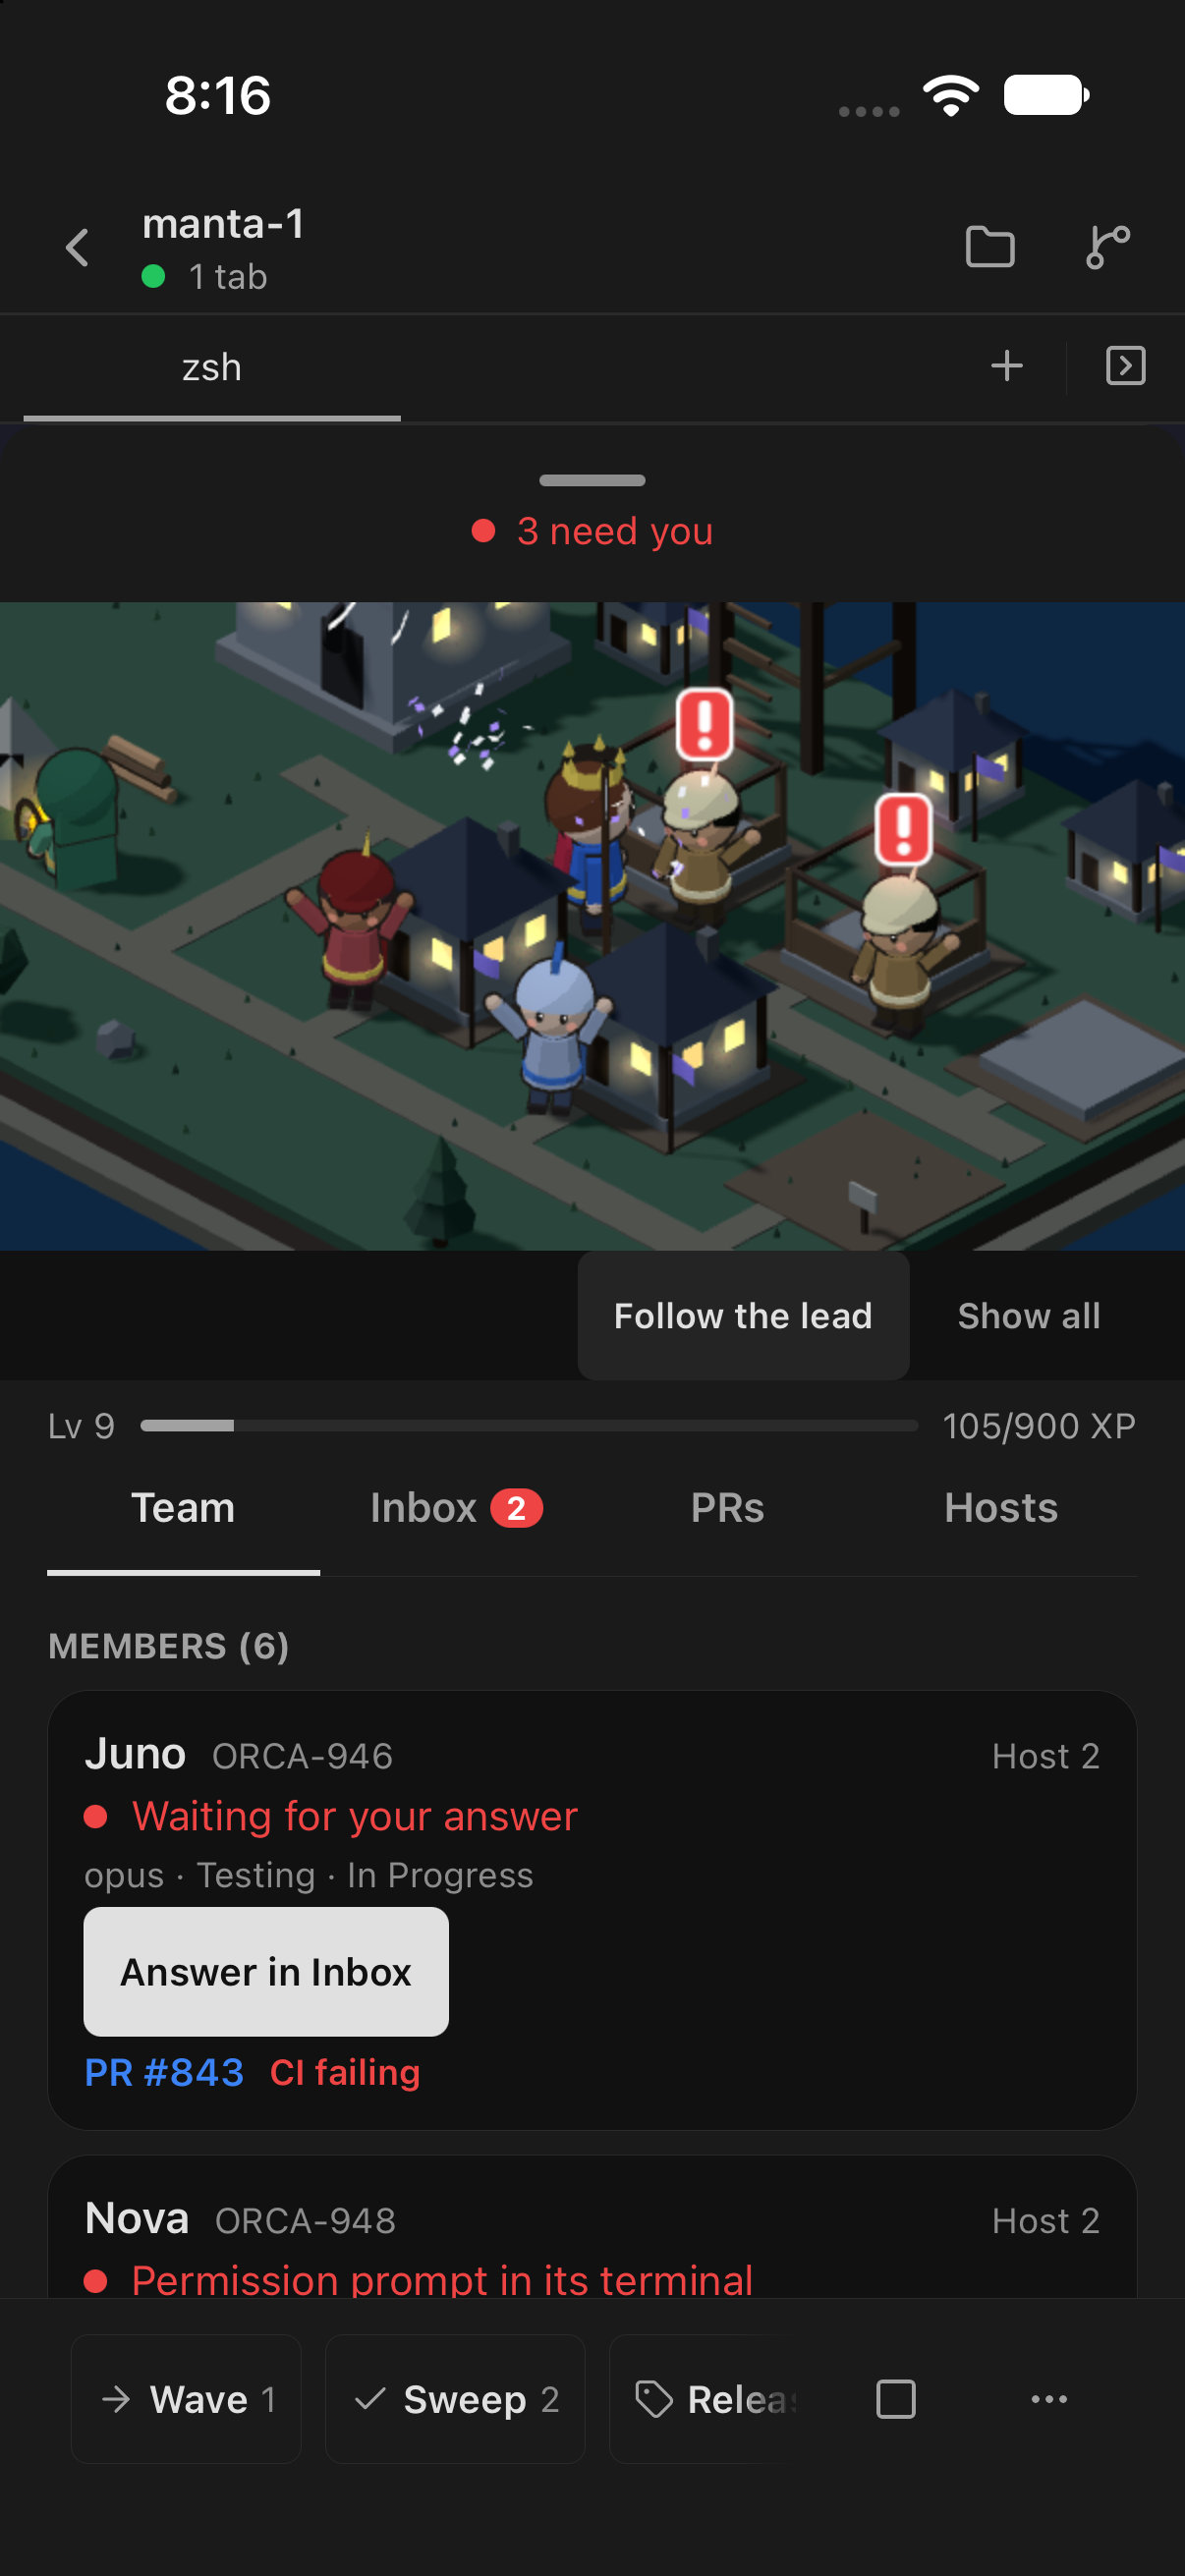 8:16
manta-1
1 tab
zsh
3 need you
Follow the lead
Show all
Lv 9
105/900 XP
Team
Inbox 2
PRs
Hosts
MEMBERS (6)
Juno ORCA-946 Host 2
Waiting for your answer
opus · Testing · In Progress
Answer in Inbox
PR #843 CI failing
Nova ORCA-948 Host 2
Permission prompt in its terminal
Wave 1
Sweep 2